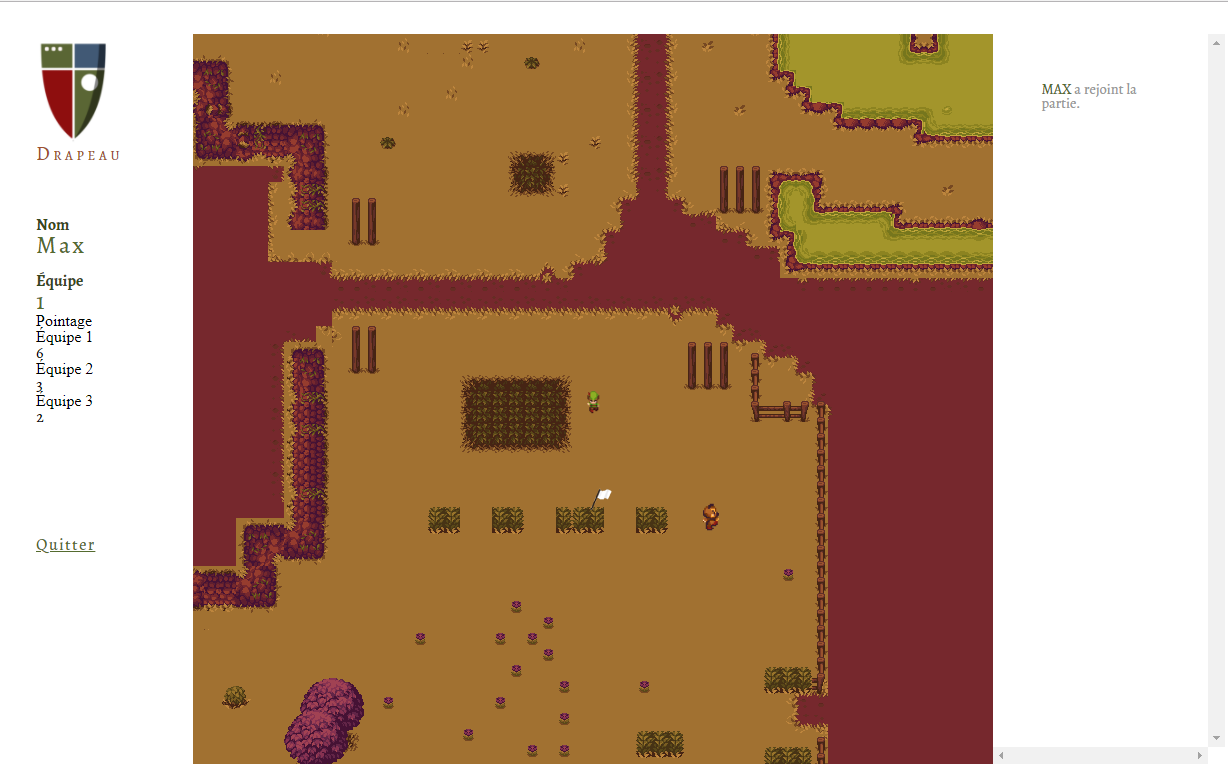 Drapeau
Nom
Max
Équipe
1
Pointage
Équipe 1
6
Équipe 2
3
Équipe 3
2
Quitter
MAX a rejoint la
partie.